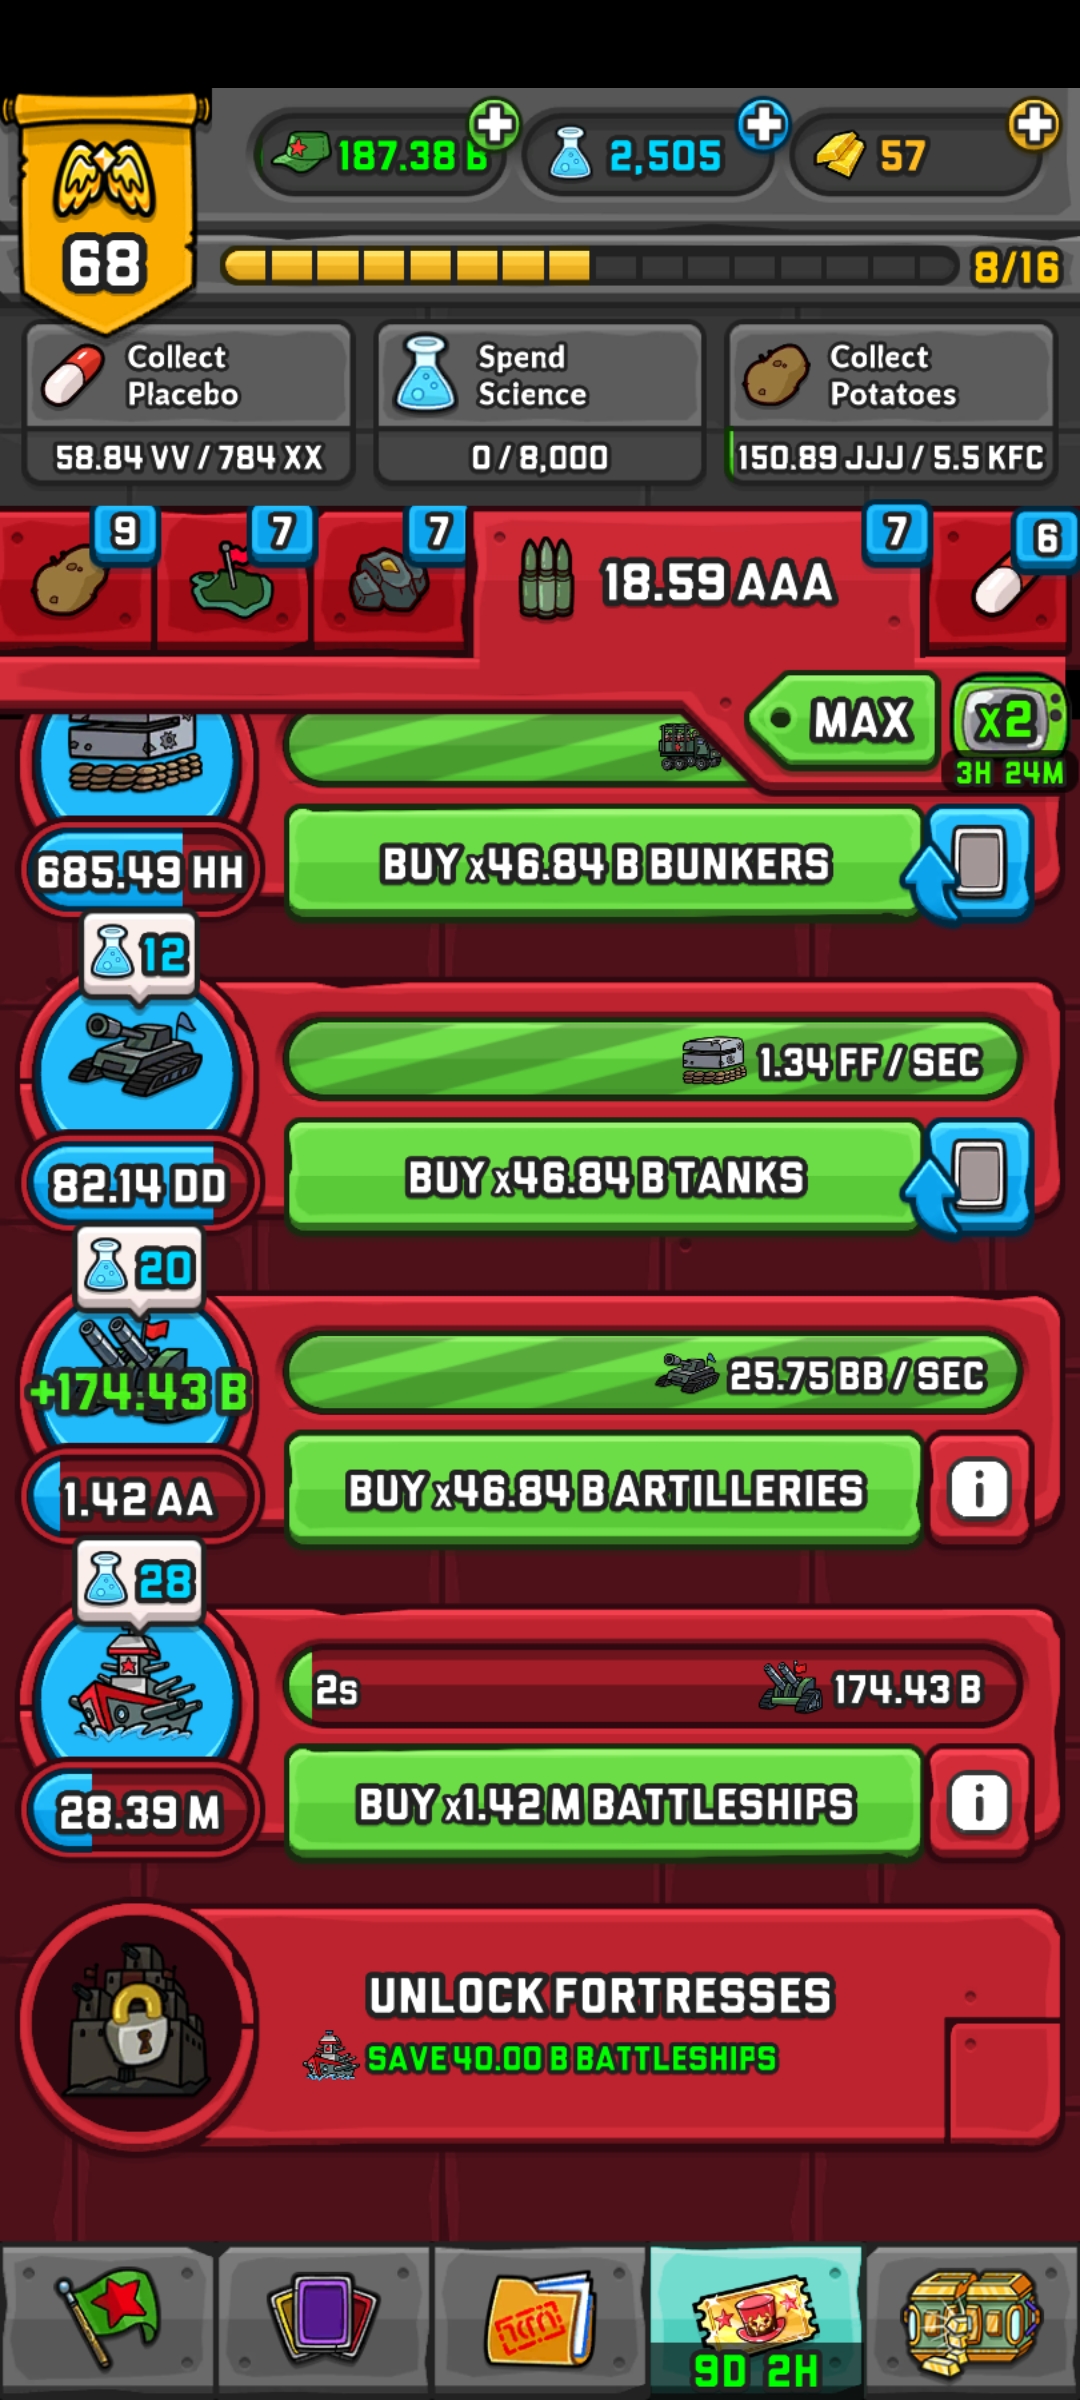 187.38 B
2,505
57
68
8/16
Collect
Placebo
58.84 VV / 784 XX
Spend
Science
0 / 8,000
Collect
Potatoes
150.89 JJJ / 5.5 KFC
9
7
7
18.59 AAA
7
6
MAX
x2
3H 24M
685.49 HH
BUY x46.84 B BUNKERS
12
1.34 FF / SEC
82.14 DD
BUY x46.84 B TANKS
20
+174.43 B
25.75 BB / SEC
1.42 AA
BUY x46.84 B ARTILLERIES
i
28
2s
174.43 B
28.39 M
BUY x1.42 M BATTLESHIPS
i
UNLOCK FORTRESSES
SAVE 40.00 B BATTLESHIPS
9D 2H